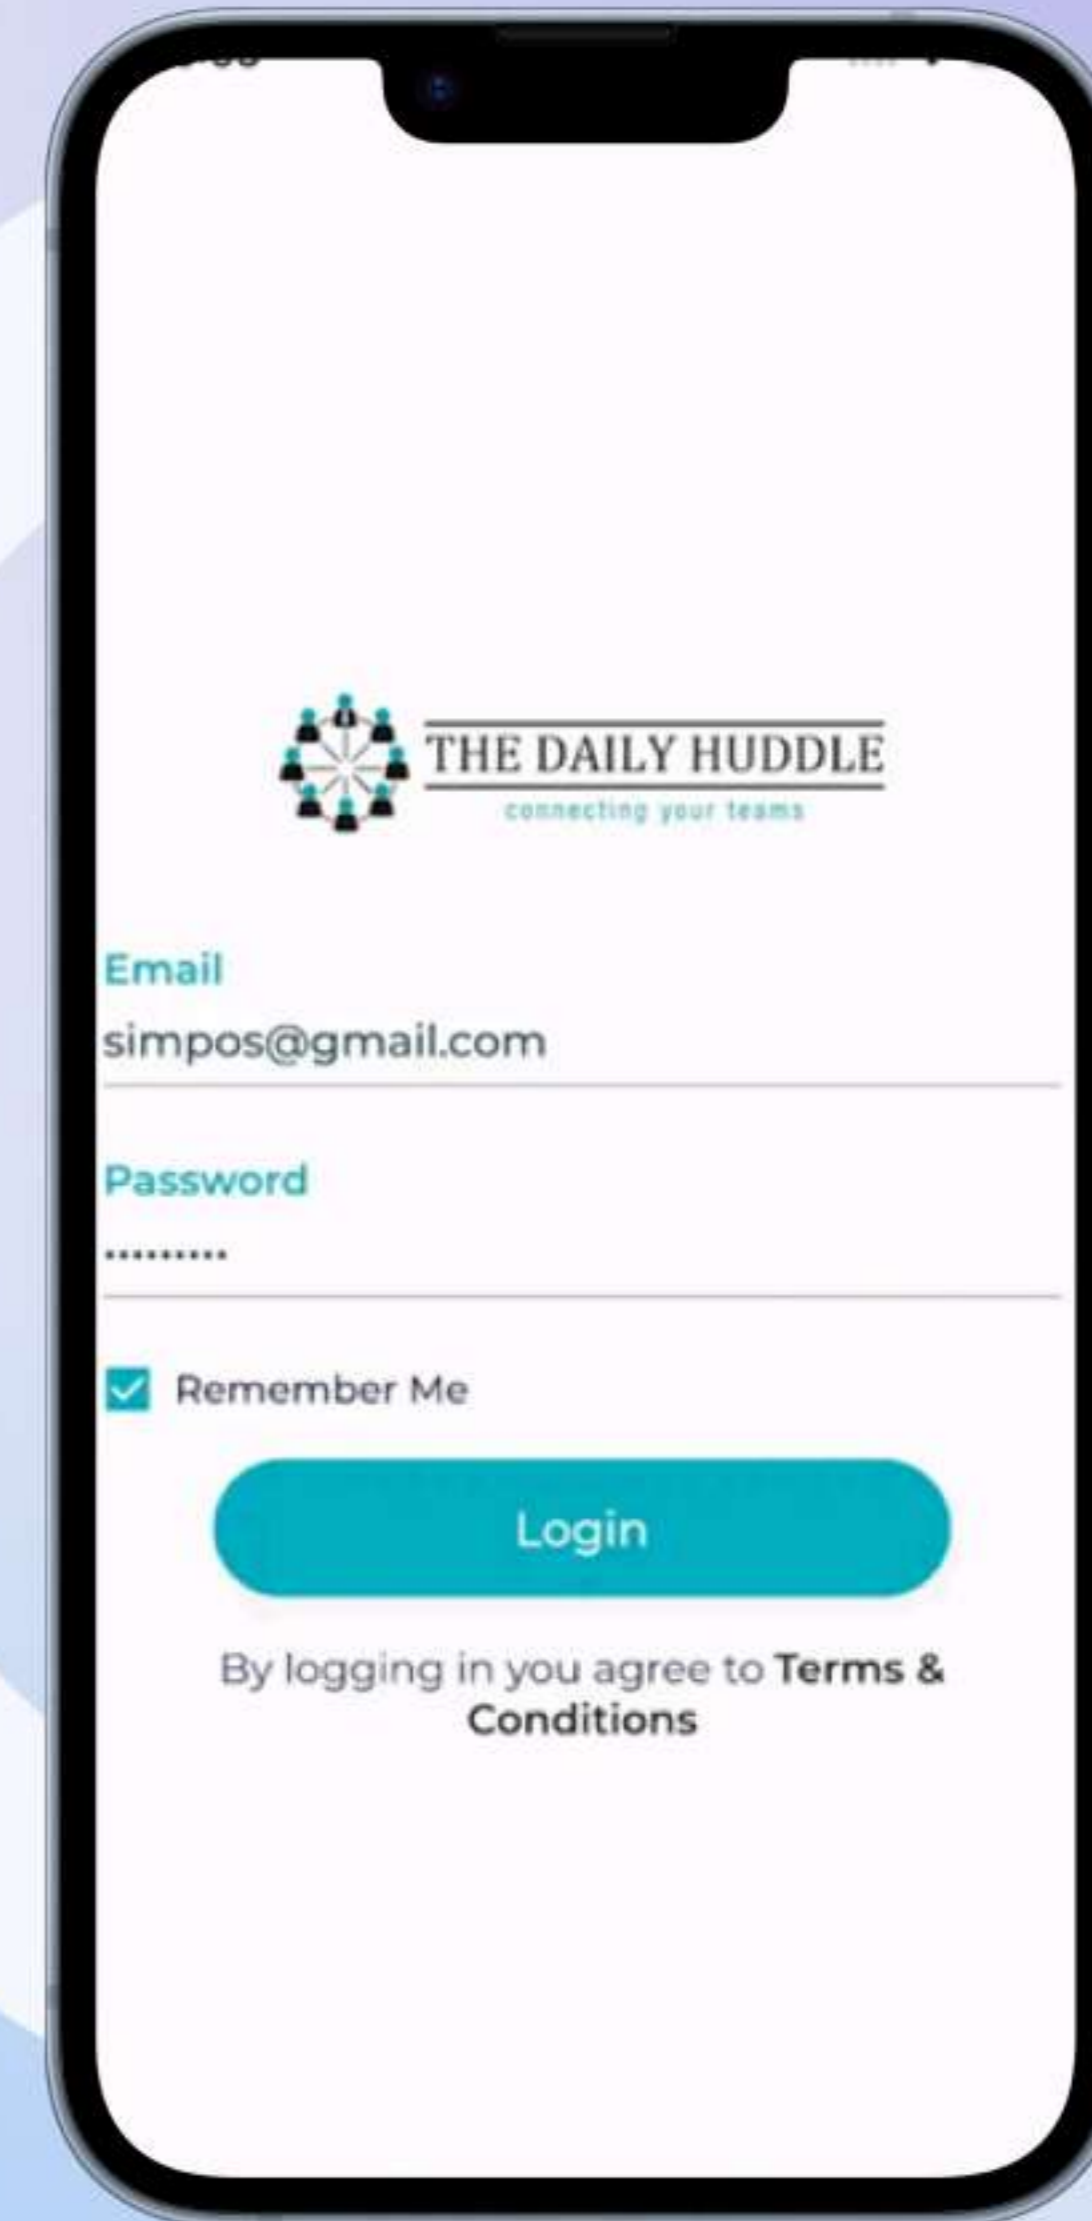 THE DAILY HUDDLE
connecting your teams
Email
simpos@gmail.com
Password
•••••••••
Remember Me
Login
By logging in you agree to Terms &
Conditions